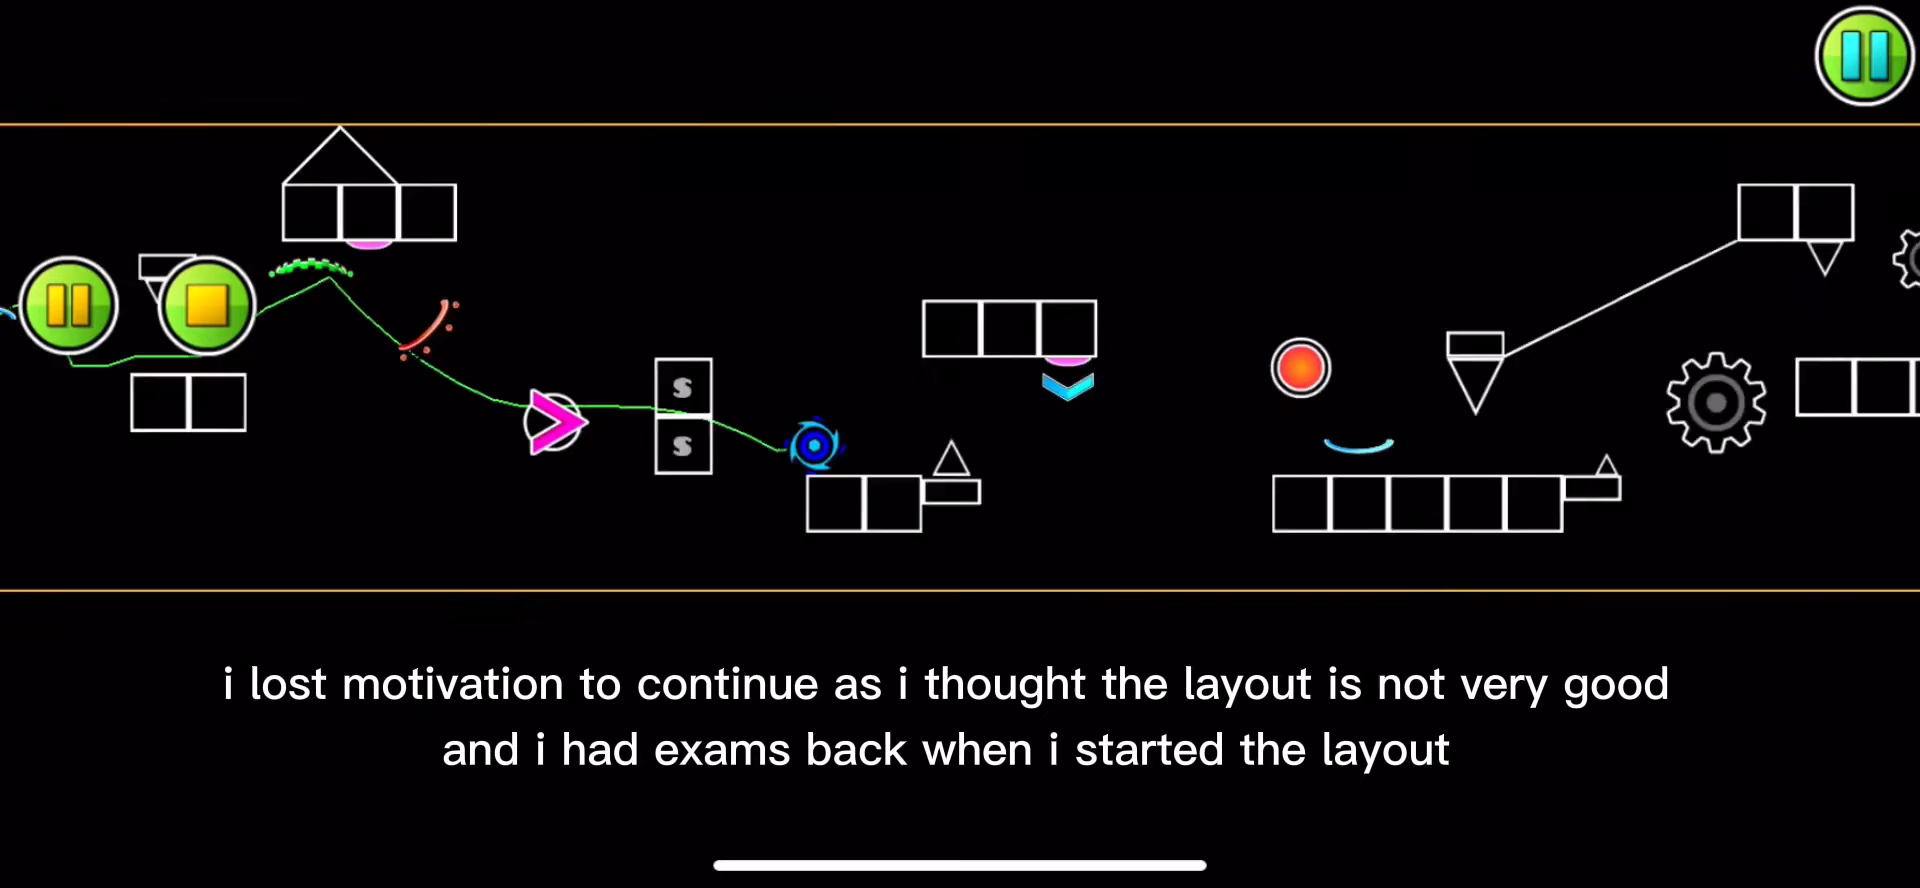 S
S
i lost motivation to continue as i thought the layout is not very good
and i had exams back when i started the layout